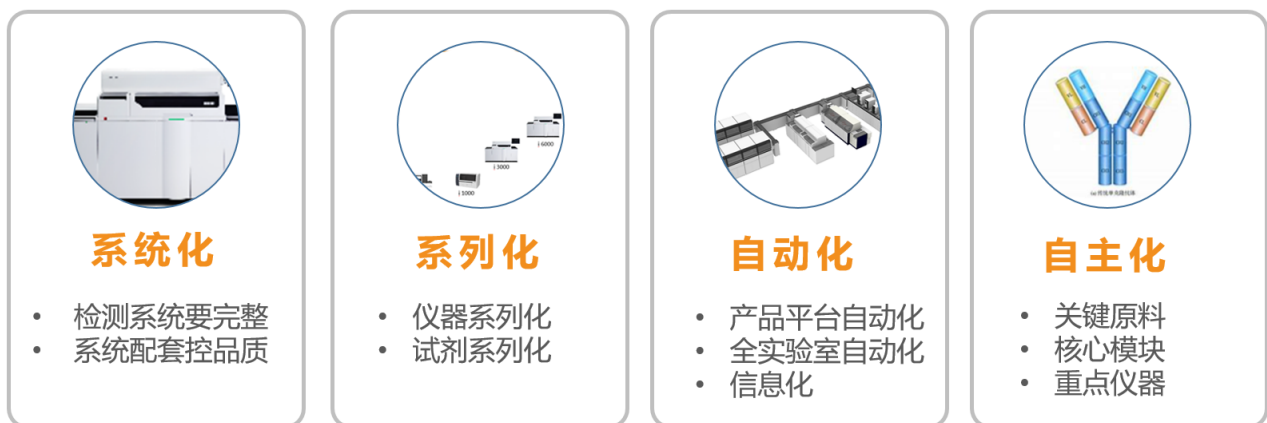 i 6000
i 3000
i 1000
系统化
• 检测系统要完整
• 系统配套控品质
系列化
• 仪器系列化
• 试剂系列化
自动化
• 产品平台自动化
• 全实验室自动化
• 信息化
自主化
• 关键原料
• 核心模块
• 重点仪器